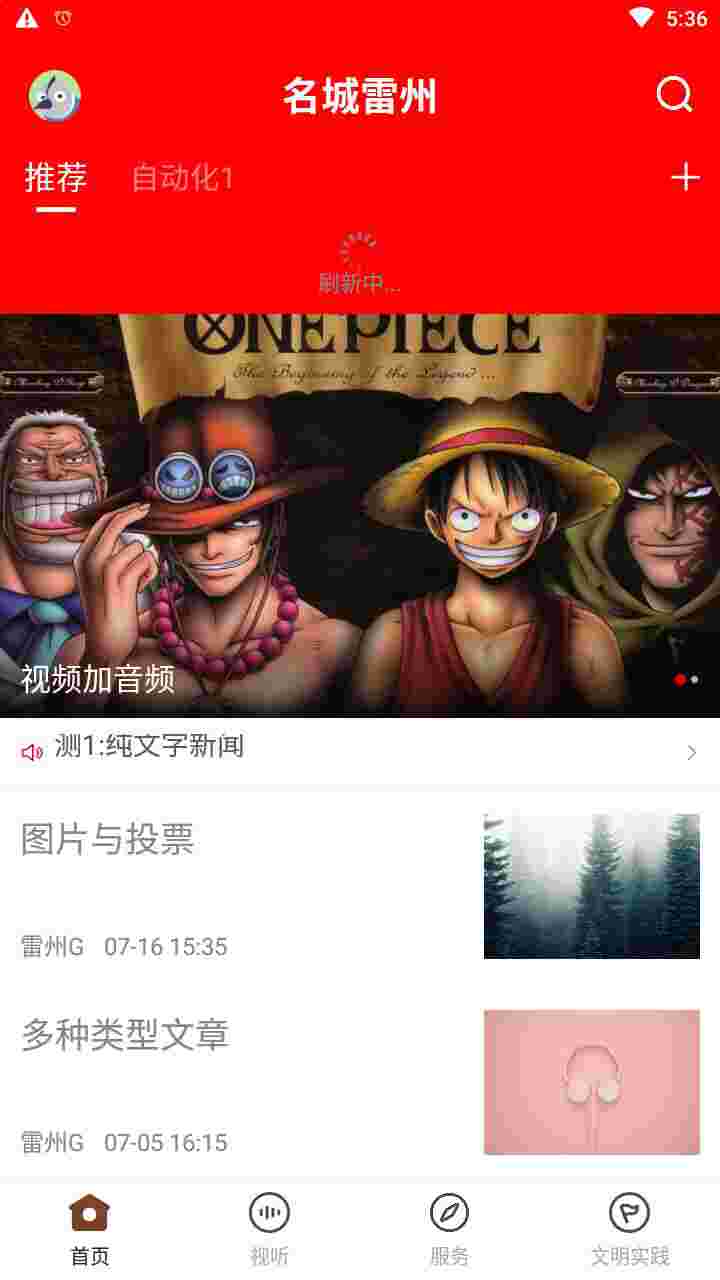 5:36
名城雷州
推荐 自动化1
刷新中...
ONE PIECE
The Beginning of the Legend ...
视频加音频
测1:纯文字新闻
图片与投票
雷州G 07-16 15:35
多种类型文章
雷州G 07-05 16:15
首页 视听 服务 文明实践